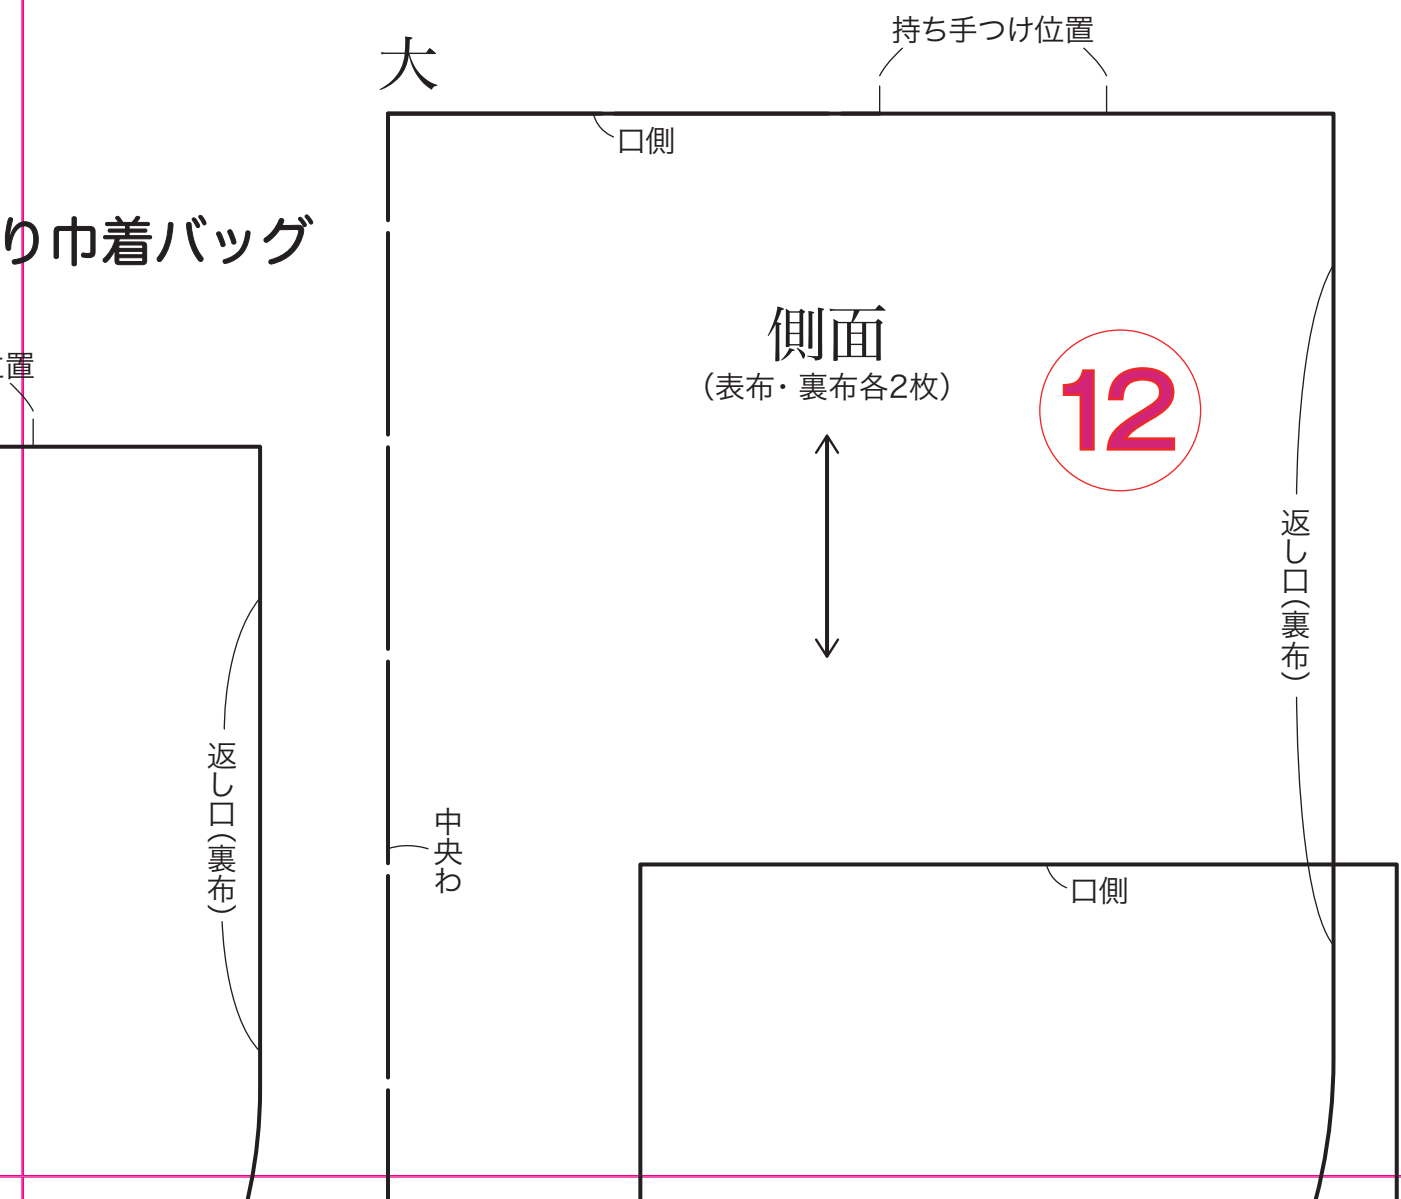 持ち手つけ位置
大
口側
り巾着バッグ
側面
（表布・裏布各2枚）
12
置
返し口（裏布）
返し口（裏布）
中央わ
口側